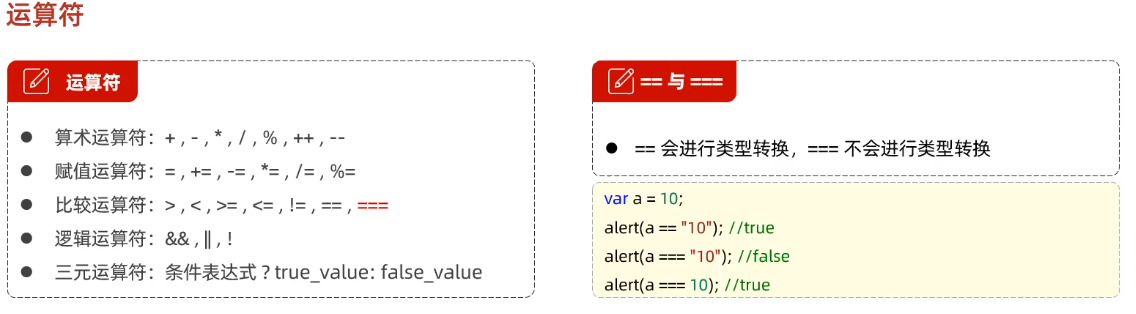 运算符
运算符
算术运算符：+ , - , * , / , % , ++ , --
赋值运算符：= , += , -= , *= , /= , %=
比较运算符：> , < , >= , <= , != , == , ===
逻辑运算符：&& , || , !
三元运算符：条件表达式 ? true_value: false_value
== 与 ===
== 会进行类型转换，=== 不会进行类型转换
var a = 10;
alert(a == "10"); //true
alert(a === "10"); //false
alert(a === 10); //true